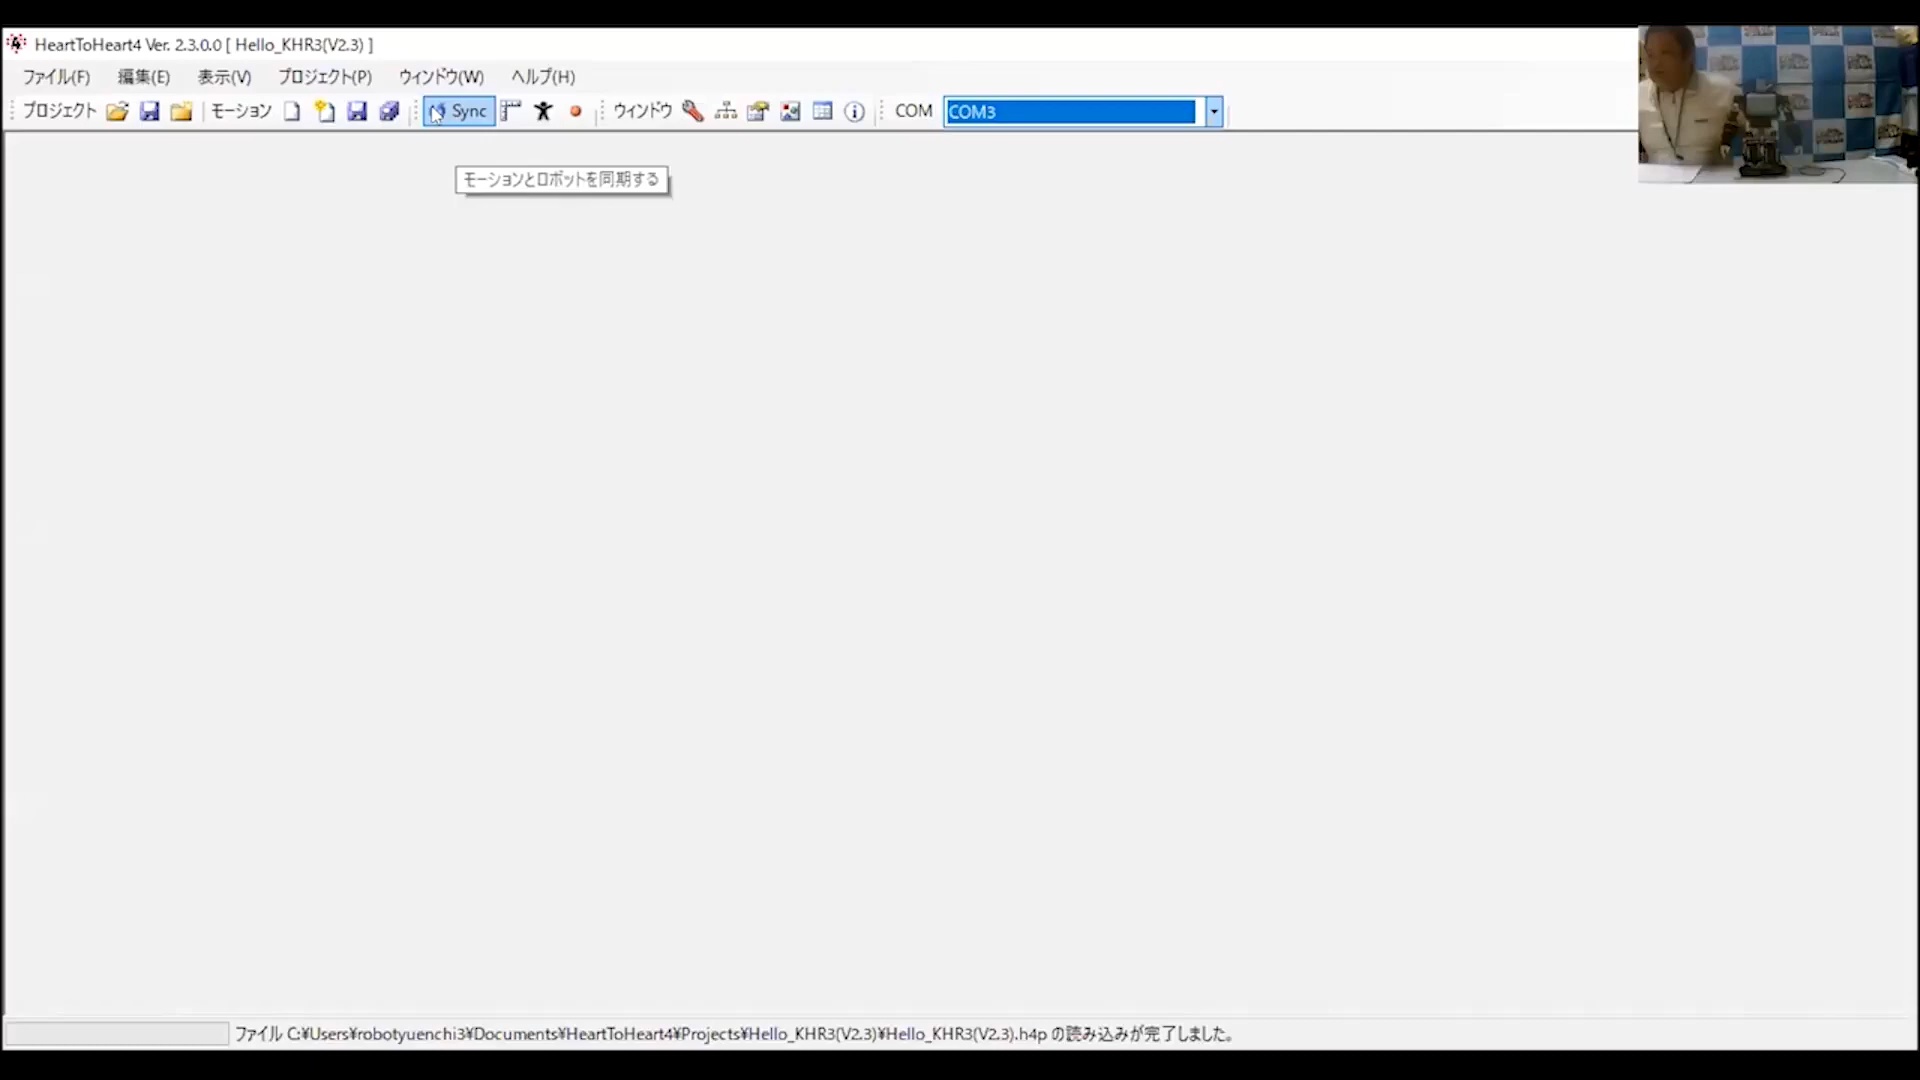 HeartToHeart4 Ver. 2.3.0.0 [ Hello_KHR3(V2.3) ]
ファイル(F) 編集(E) 表示(V) プロジェクト(P) ウィンドウ(W) ヘルプ(H)
プロジェクト モーション Sync ウィンドウ COM COM3
モーションとロボットを同期する
ファイル C:¥Users¥robotyuenchi3¥Documents¥HeartToHeart4¥Projects¥Hello_KHR3(V2.3)¥Hello_KHR3(V2.3).h4p の読み込みが完了しました。